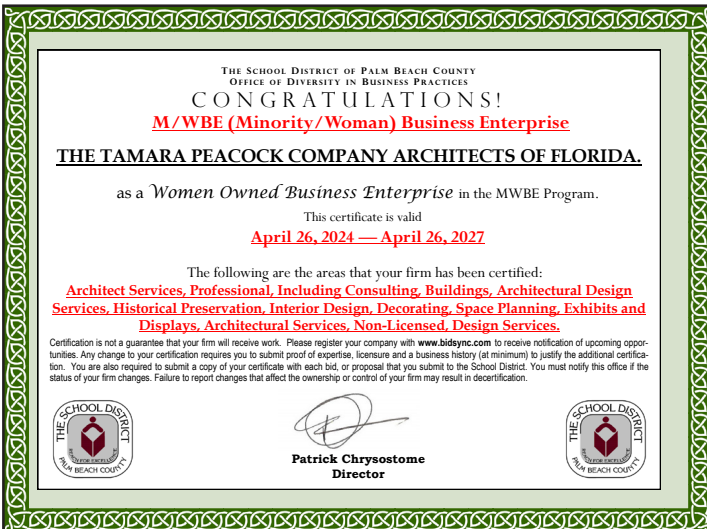 THE SCHOOL DISTRICT OF PALM BEACH COUNTY
OFFICE OF DIVERSITY IN BUSINESS PRACTICES
CONGRATULATIONS!
M/WBE (Minority/Woman) Business Enterprise
THE TAMARA PEACOCK COMPANY ARCHITECTS OF FLORIDA.
as a Women Owned Business Enterprise in the MWBE Program.
This certificate is valid
April 26, 2024 — April 26, 2027
The following are the areas that your firm has been certified:
Architect Services, Professional, Including Consulting, Buildings, Architectural Design
Services, Historical Preservation, Interior Design, Decorating, Space Planning, Exhibits and
Displays, Architectural Services, Non-Licensed, Design Services.
Certification is not a guarantee that your firm will receive work. Please register your company with www.bidsync.com to receive notification of upcoming oppor-
tunities. Any change to your certification requires you to submit proof of expertise, licensure and a business history (at minimum) to justify the additional certifica-
tion. You are also required to submit a copy of your certificate with each bid, or proposal that you submit to the School District. You must notify this office if the
status of your firm changes. Failure to report changes that affect the ownership or control of your firm may result in decertification.
THE SCHOOL DISTRICT
READY FOR EXCELLENCE
PALM BEACH COUNTY
Patrick Chrysostome
Director
THE SCHOOL DISTRICT
READY FOR EXCELLENCE
PALM BEACH COUNTY